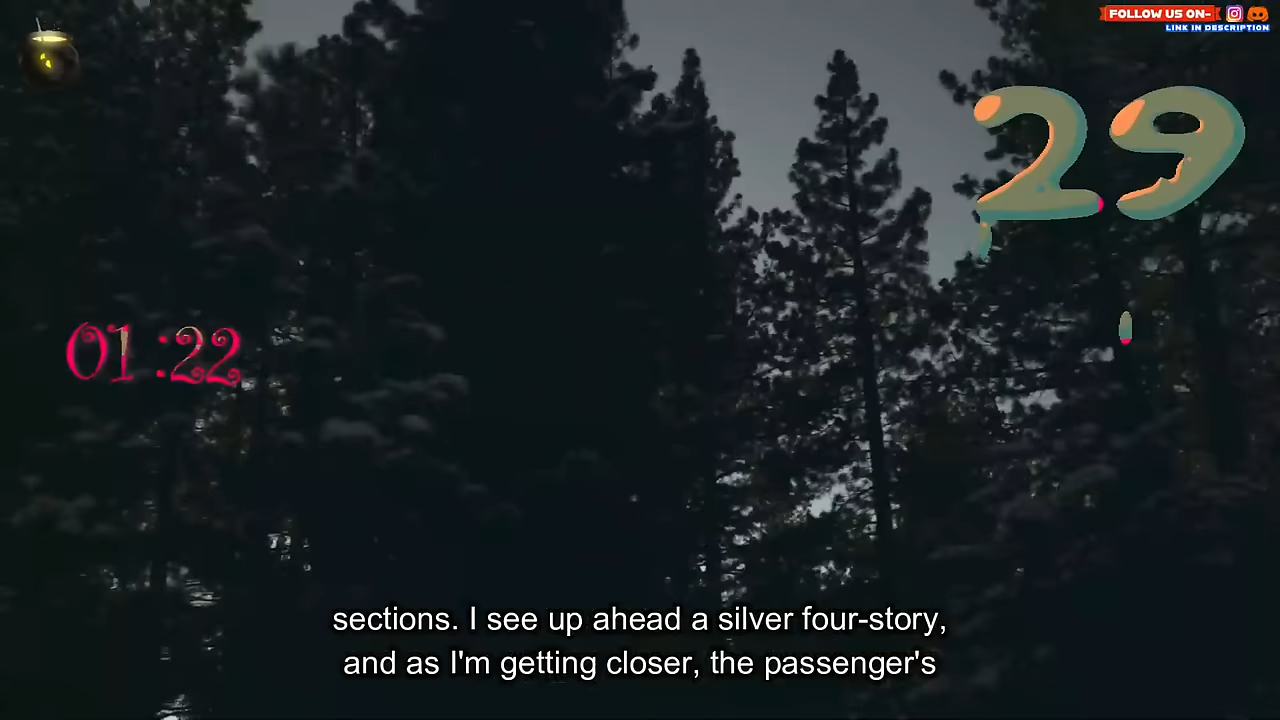 FOLLOW US ON-
LINK IN DESCRIPTION
29
01:22
sections. I see up ahead a silver four-story,
and as I'm getting closer, the passenger's